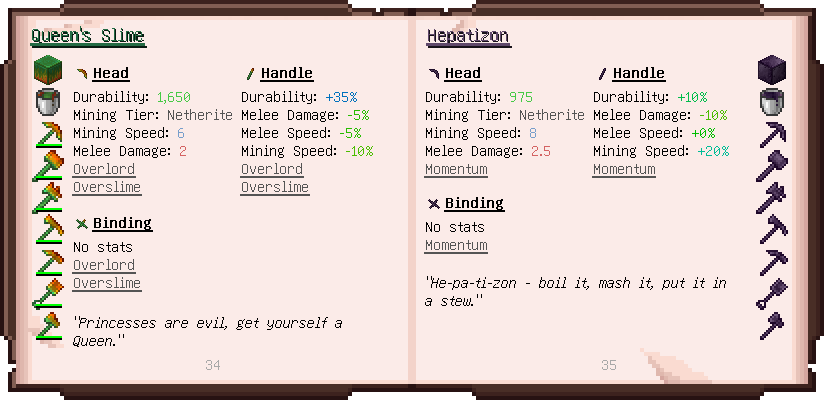 Queen's Slime
Head
Durability: 1,650
Mining Tier: Netherite
Mining Speed: 6
Melee Damage: 2
Overlord
Overslime
Handle
Durability: +35%
Melee Damage: -5%
Melee Speed: -5%
Mining Speed: -10%
Overlord
Overslime
Binding
No stats
Overlord
Overslime
"Princesses are evil, get yourself a
Queen."
34
Hepatizon
Head
Durability: 975
Mining Tier: Netherite
Mining Speed: 8
Melee Damage: 2.5
Momentum
Handle
Durability: +10%
Melee Damage: -10%
Melee Speed: +0%
Mining Speed: +20%
Momentum
Binding
No stats
Momentum
"He-pa-ti-zon - boil it, mash it, put it in
a stew."
35